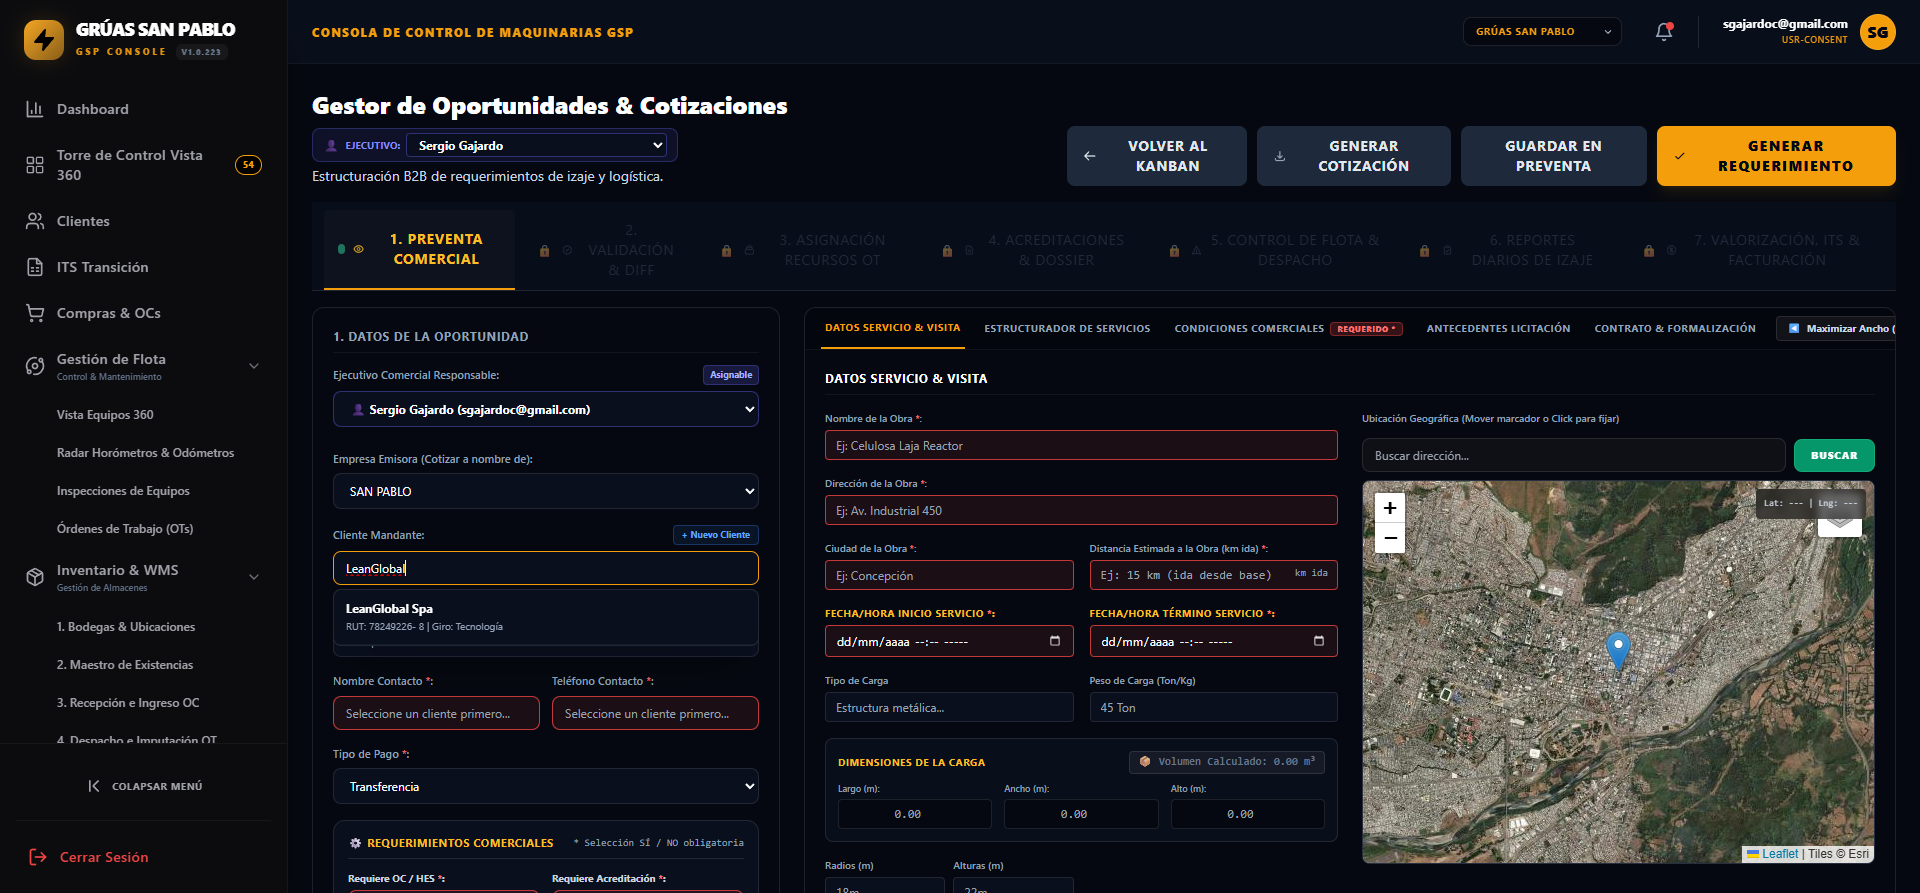 GRÚAS SAN PABLO
GSP CONSOLE V1.0.223
Dashboard
Torre de Control Vista 360
54
Clientes
ITS Transición
Compras & OCs
Gestión de Flota
Control & Mantenimiento
Vista Equipos 360
Radar Horómetros & Odómetros
Inspecciones de Equipos
Órdenes de Trabajo (OTs)
Inventario & WMS
Gestión de Almacenes
1. Bodegas & Ubicaciones
2. Maestro de Existencias
3. Recepción e Ingreso OC
4. Despacho e Imputación OT
COLAPSAR MENÚ
Cerrar Sesión
CONSOLA DE CONTROL DE MAQUINARIAS GSP
GRÚAS SAN PABLO
sgajardoc@gmail.com
USR-CONSENT
SG
Gestor de Oportunidades & Cotizaciones
EJECUTIVO: Sergio Gajardo
Estructuración B2B de requerimientos de izaje y logística.
VOLVER AL KANBAN
GENERAR COTIZACIÓN
GUARDAR EN PREVENTA
GENERAR REQUERIMIENTO
1. PREVENTA COMERCIAL
2. VALIDACIÓN & DIFF
3. ASIGNACIÓN RECURSOS OT
4. ACREDITACIONES & DOSSIER
5. CONTROL DE FLOTA & DESPACHO
6. REPORTES DIARIOS DE IZAJE
7. VALORIZACIÓN, ITS & FACTURACIÓN
1. DATOS DE LA OPORTUNIDAD
Ejecutivo Comercial Responsable:
Asignable
Sergio Gajardo (sgajardoc@gmail.com)
Empresa Emisora (Cotizar a nombre de):
SAN PABLO
Cliente Mandante:
+ Nuevo Cliente
LeanGlobal
LeanGlobal Spa
RUT: 78249226- 8 | Giro: Tecnología
Nombre Contacto *:
Teléfono Contacto *:
Seleccione un cliente primero...
Seleccione un cliente primero...
Tipo de Pago *:
Transferencia
REQUERIMIENTOS COMERCIALES
* Selección SÍ / NO obligatoria
Requiere OC / HES *:
Requiere Acreditación *:
DATOS SERVICIO & VISITA
ESTRUCTURADOR DE SERVICIOS
CONDICIONES COMERCIALES REQUERIDO *
ANTECEDENTES LICITACIÓN
CONTRATO & FORMALIZACIÓN
Maximizar Ancho (
DATOS SERVICIO & VISITA
Nombre de la Obra *:
Ej: Celulosa Laja Reactor
Dirección de la Obra *:
Ej: Av. Industrial 450
Ciudad de la Obra *:
Distancia Estimada a la Obra (km ida) *:
Ej: Concepción
Ej: 15 km (ida desde base) km ida
FECHA/HORA INICIO SERVICIO *:
FECHA/HORA TÉRMINO SERVICIO *:
dd/mm/aaaa --:-- -----
dd/mm/aaaa --:-- -----
Tipo de Carga
Peso de Carga (Ton/Kg)
Estructura metálica...
45 Ton
DIMENSIONES DE LA CARGA
Volumen Calculado: 0.00 m³
Largo (m):
Ancho (m):
Alto (m):
0.00
0.00
0.00
Radios (m)
Alturas (m)
18m
22m
Ubicación Geográfica (Mover marcador o Click para fijar)
Buscar dirección...
BUSCAR
+
−
Lat: --- | Lng: ---
Leaflet | Tiles © Esri